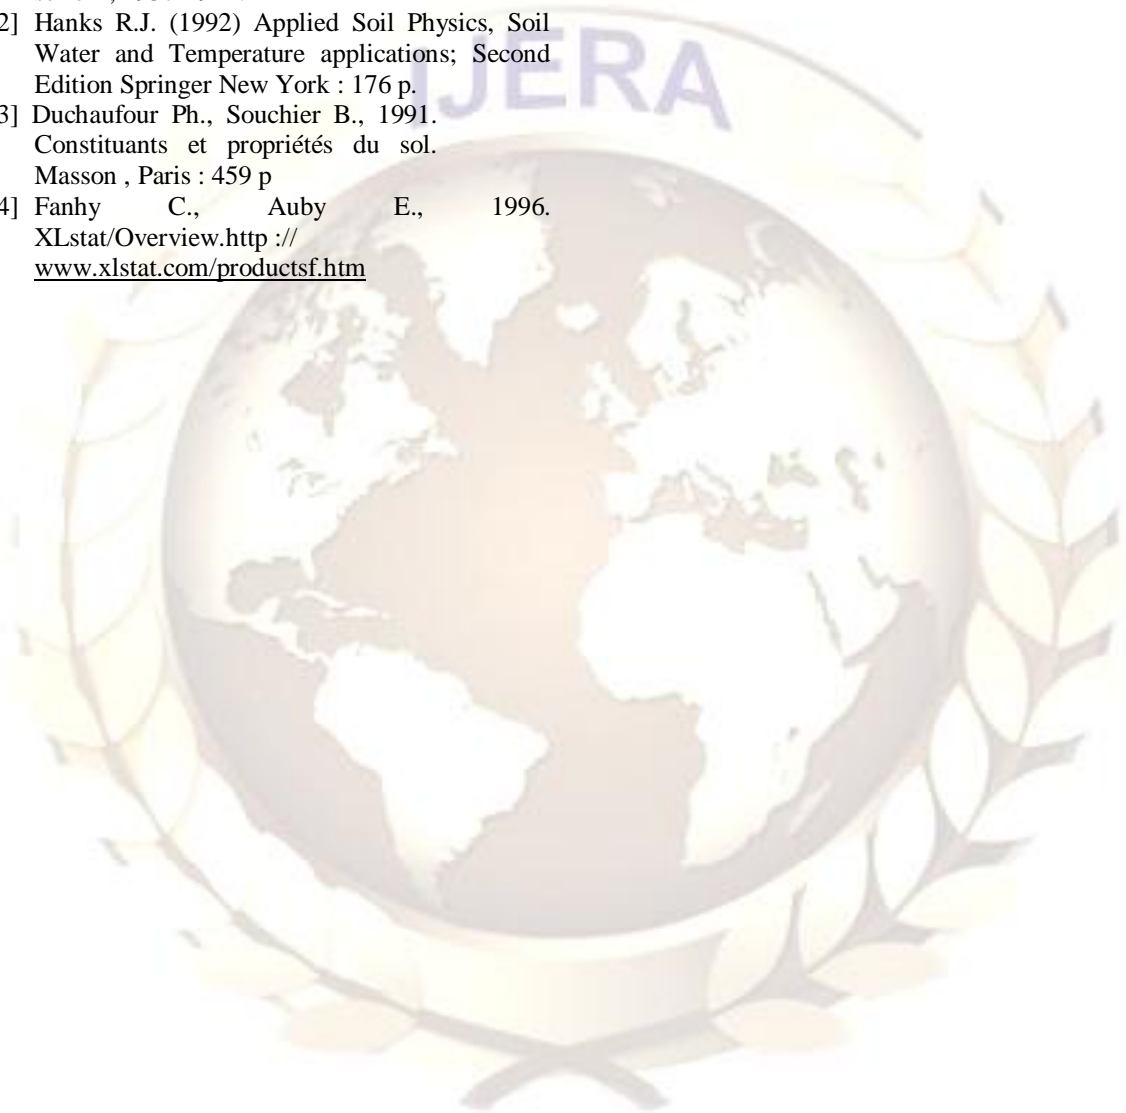 2] Hanks R.J. (1992) Applied Soil Physics, Soil
Water and Temperature applications; Second
Edition Springer New York : 176 p.
3] Duchaufour Ph., Souchier B., 1991.
Constituants et propriétés du sol.
Masson , Paris : 459 p
4] Fanhy C., Auby E., 1996.
XLstat/Overview.http ://
www.xlstat.com/productsf.htm
IJERA